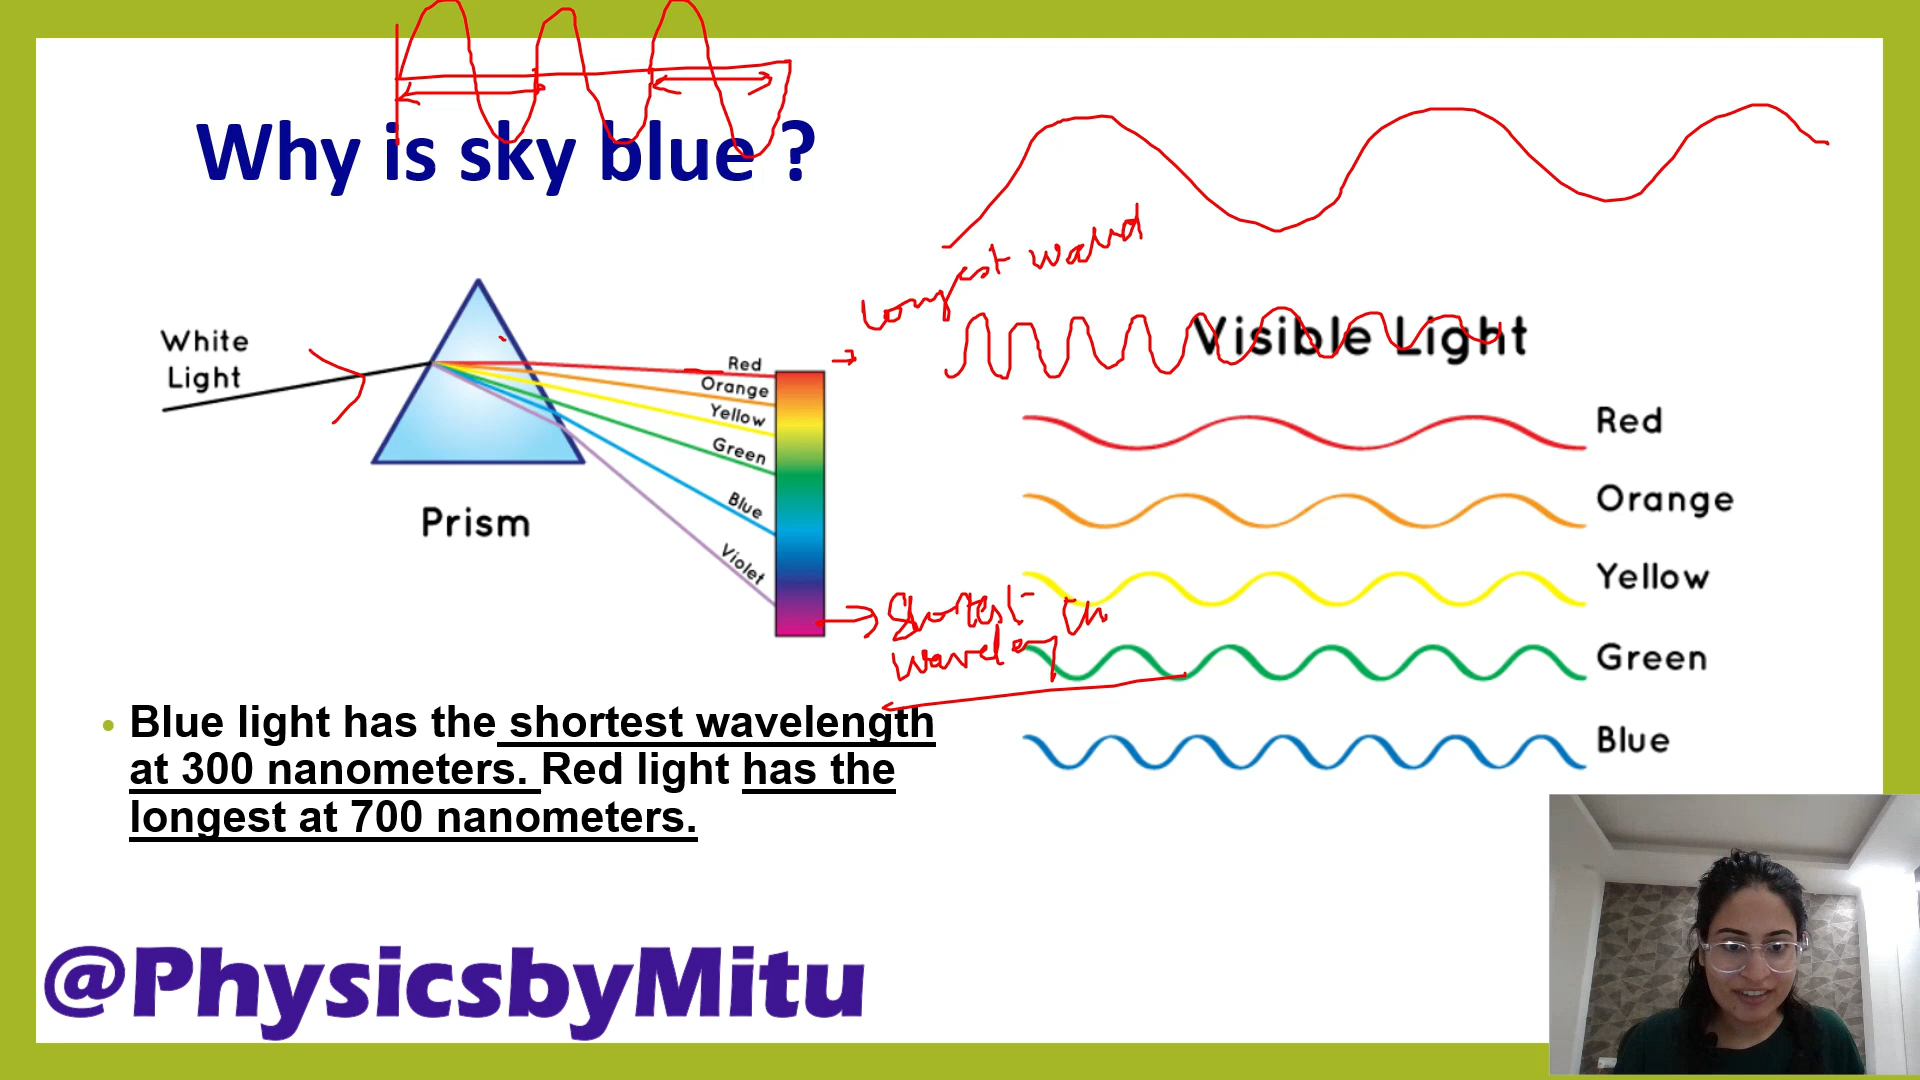 Why is sky blue ?
longest
White
Light
Prism
Red
Orange
Yellow
Green
Blue
Violet
Shortest
Visible Light
Red
Orange
Yellow
Green
Blue
• Blue light has the shortest wavelength
at 300 nanometers. Red light has the
longest at 700 nanometers.
@PhysicsbyMitu